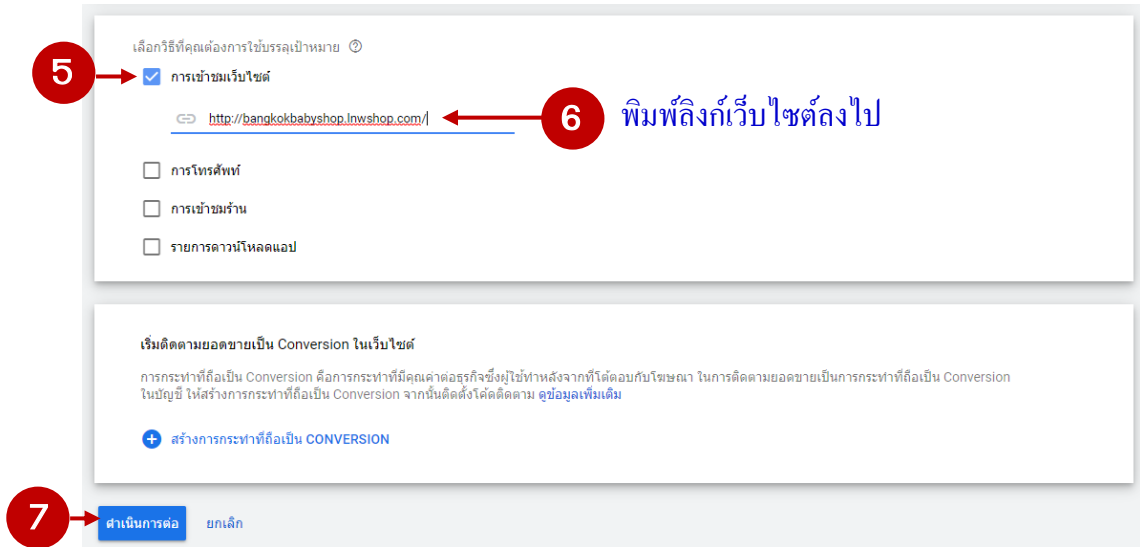 เลือกวิธีที่คุณต้องการใช้บรรลุเป้าหมาย
5
การเข้าชมเว็บไซต์
http://bangkokbabyshop.lnwshop.com/
6 พิมพ์ลิงก์เว็บไซต์ลงไป
การโทรศัพท์
การเข้าชมร้าน
รายการดาวน์โหลดแอป
เริ่มติดตามยอดขายเป็น Conversion ในเว็บไซต์
การกระทำที่ถือเป็น Conversion คือการกระทำที่มีคุณค่าต่อธุรกิจซึ่งผู้ใช้ทำหลังจากที่โต้ตอบกับโฆษณา ในการติดตามยอดขายเป็นการกระทำที่ถือเป็น Conversion
ในบัญชี ให้สร้างการกระทำที่ถือเป็น Conversion จากนั้นติดตั้งโค้ดติดตาม ดูข้อมูลเพิ่มเติม
สร้างการกระทำที่ถือเป็น CONVERSION
7 ดำเนินการต่อ ยกเลิก